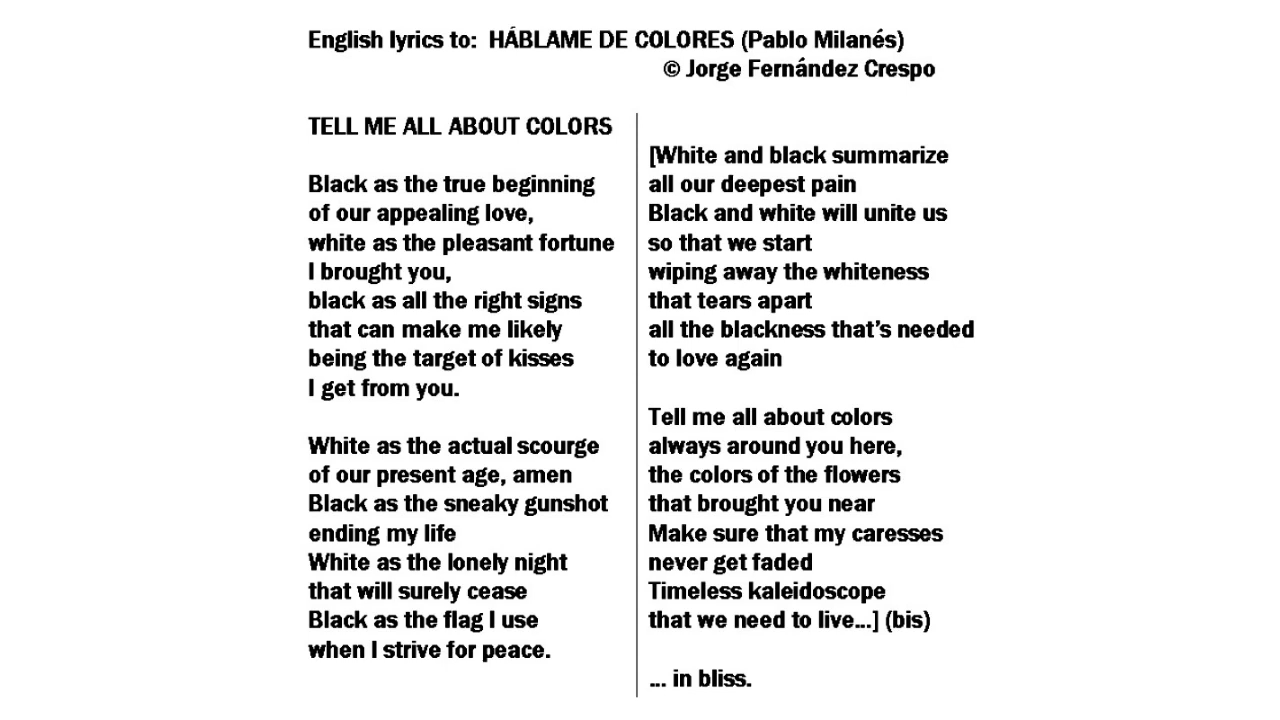 English lyrics to: HÁBLAME DE COLORES (Pablo Milanés)
© Jorge Fernández Crespo
TELL ME ALL ABOUT COLORS
Black as the true beginning
of our appealing love,
white as the pleasant fortune
I brought you,
black as all the right signs
that can make me likely
being the target of kisses
I get from you.
White as the actual scourge
of our present age, amen
Black as the sneaky gunshot
ending my life
White as the lonely night
that will surely cease
Black as the flag I use
when I strive for peace.
[White and black summarize
all our deepest pain
Black and white will unite us
so that we start
wiping away the whiteness
that tears apart
all the blackness that’s needed
to love again
Tell me all about colors
always around you here,
the colors of the flowers
that brought you near
Make sure that my caresses
never get faded
Timeless kaleidoscope
that we need to live...] (bis)
... in bliss.